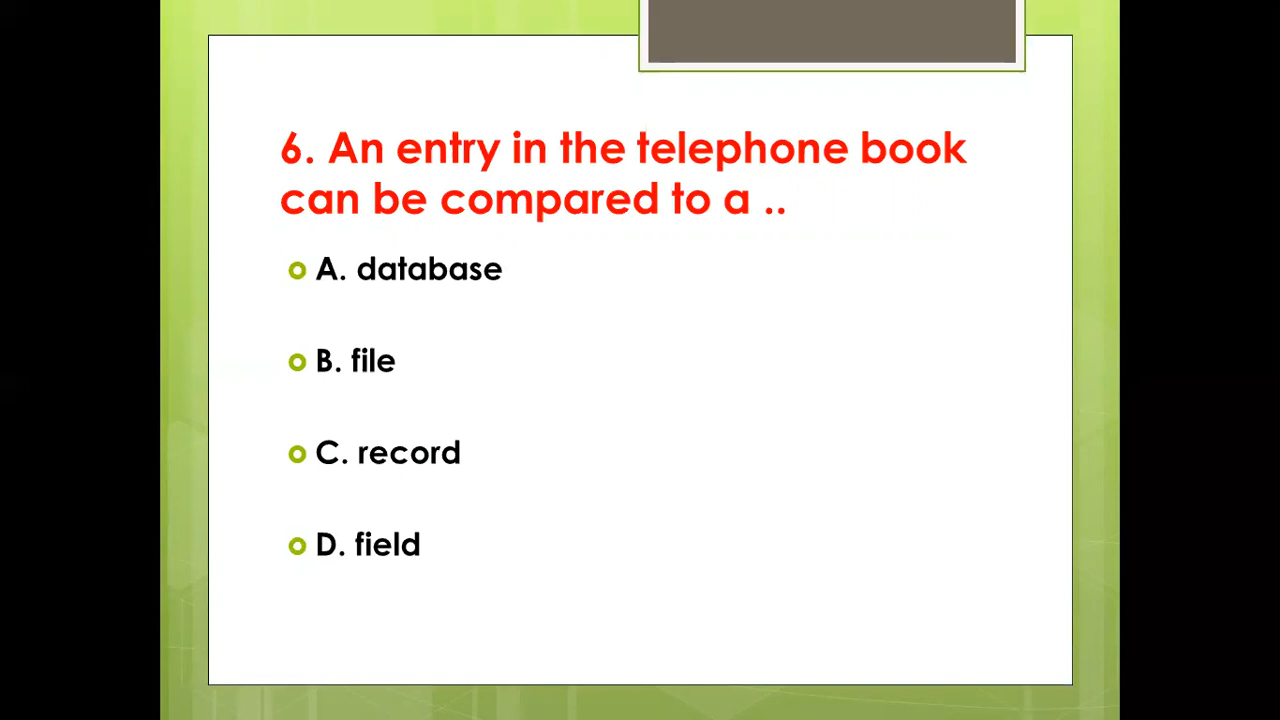 6. An entry in the telephone book
can be compared to a ..
A. database
B. file
C. record
D. field